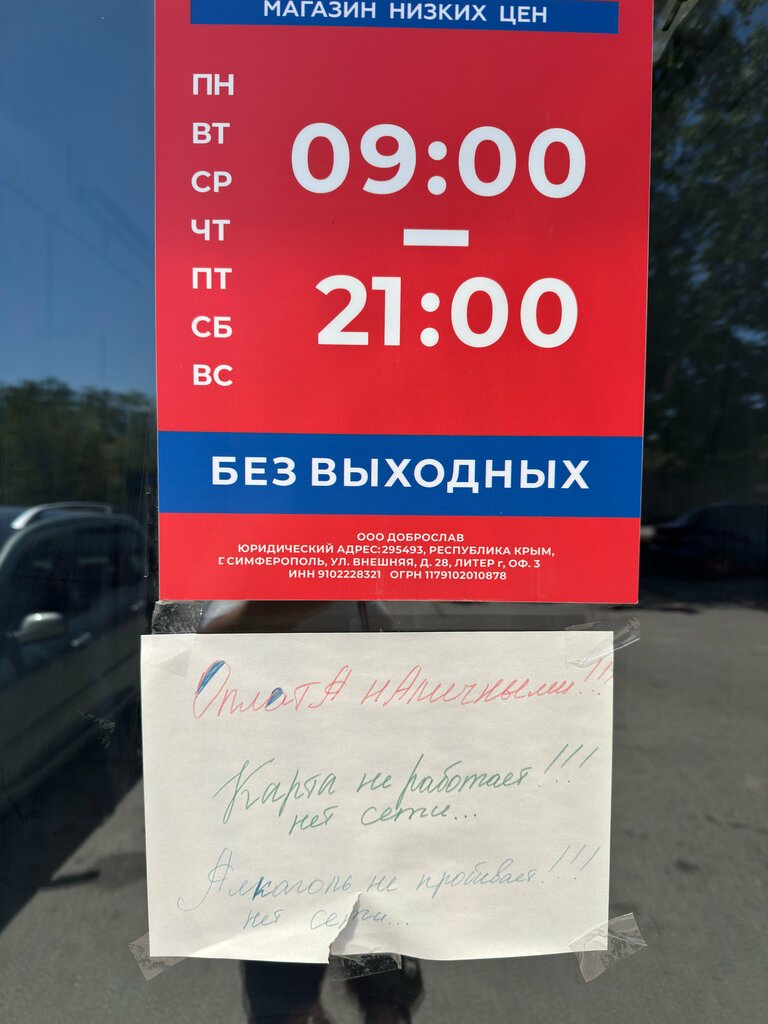 МАГАЗИН НИЗКИХ ЦЕН
ПН
ВТ
СР
ЧТ
ПТ
СБ
ВС
09:00
—
21:00
БЕЗ ВЫХОДНЫХ
ООО ДОБРОСЛАВ
ЮРИДИЧЕСКИЙ АДРЕС: 295493, РЕСПУБЛИКА КРЫМ,
Г. СИМФЕРОПОЛЬ, УЛ. ВНЕШНЯЯ, Д. 28, ЛИТЕР г, ОФ. 3
ИНН 9102228321 ОГРН 1179102010878
ОплатА нАличными!!!
Карта не работает!!!
нет сети...
Алкоголь не пробивает!!!
нет сети...